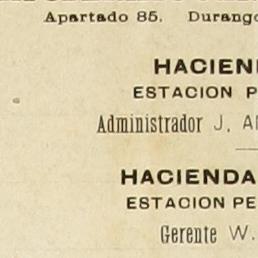 Apartado 85. Durango
HACIEN
ESTACION P
Administrador J. A
HACIENDA
ESTACION PE
Gerente W.